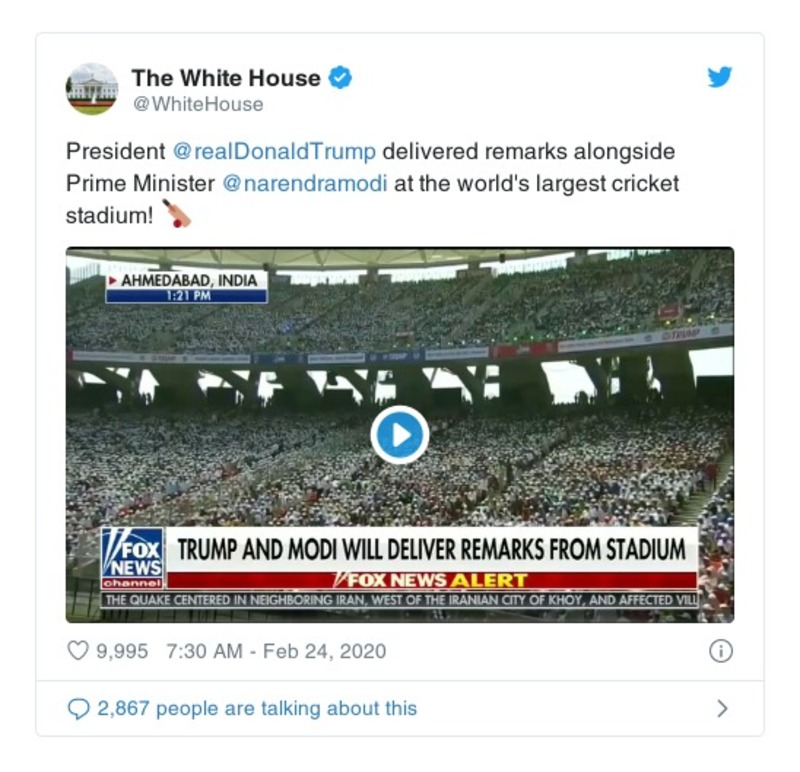 The White House
@WhiteHouse
President @realDonaldTrump delivered remarks alongside
Prime Minister @narendramodi at the world's largest cricket
stadium!
AHMEDABAD, INDIA
1:21 PM
TRUMP
FOX
NEWS
channel
TRUMP AND MODI WILL DELIVER REMARKS FROM STADIUM
FOX NEWS ALERT
THE QUAKE CENTERED IN NEIGHBORING IRAN, WEST OF THE IRANIAN CITY OF KHOY, AND AFFECTED VILL
9,995 7:30 AM - Feb 24, 2020
2,867 people are talking about this